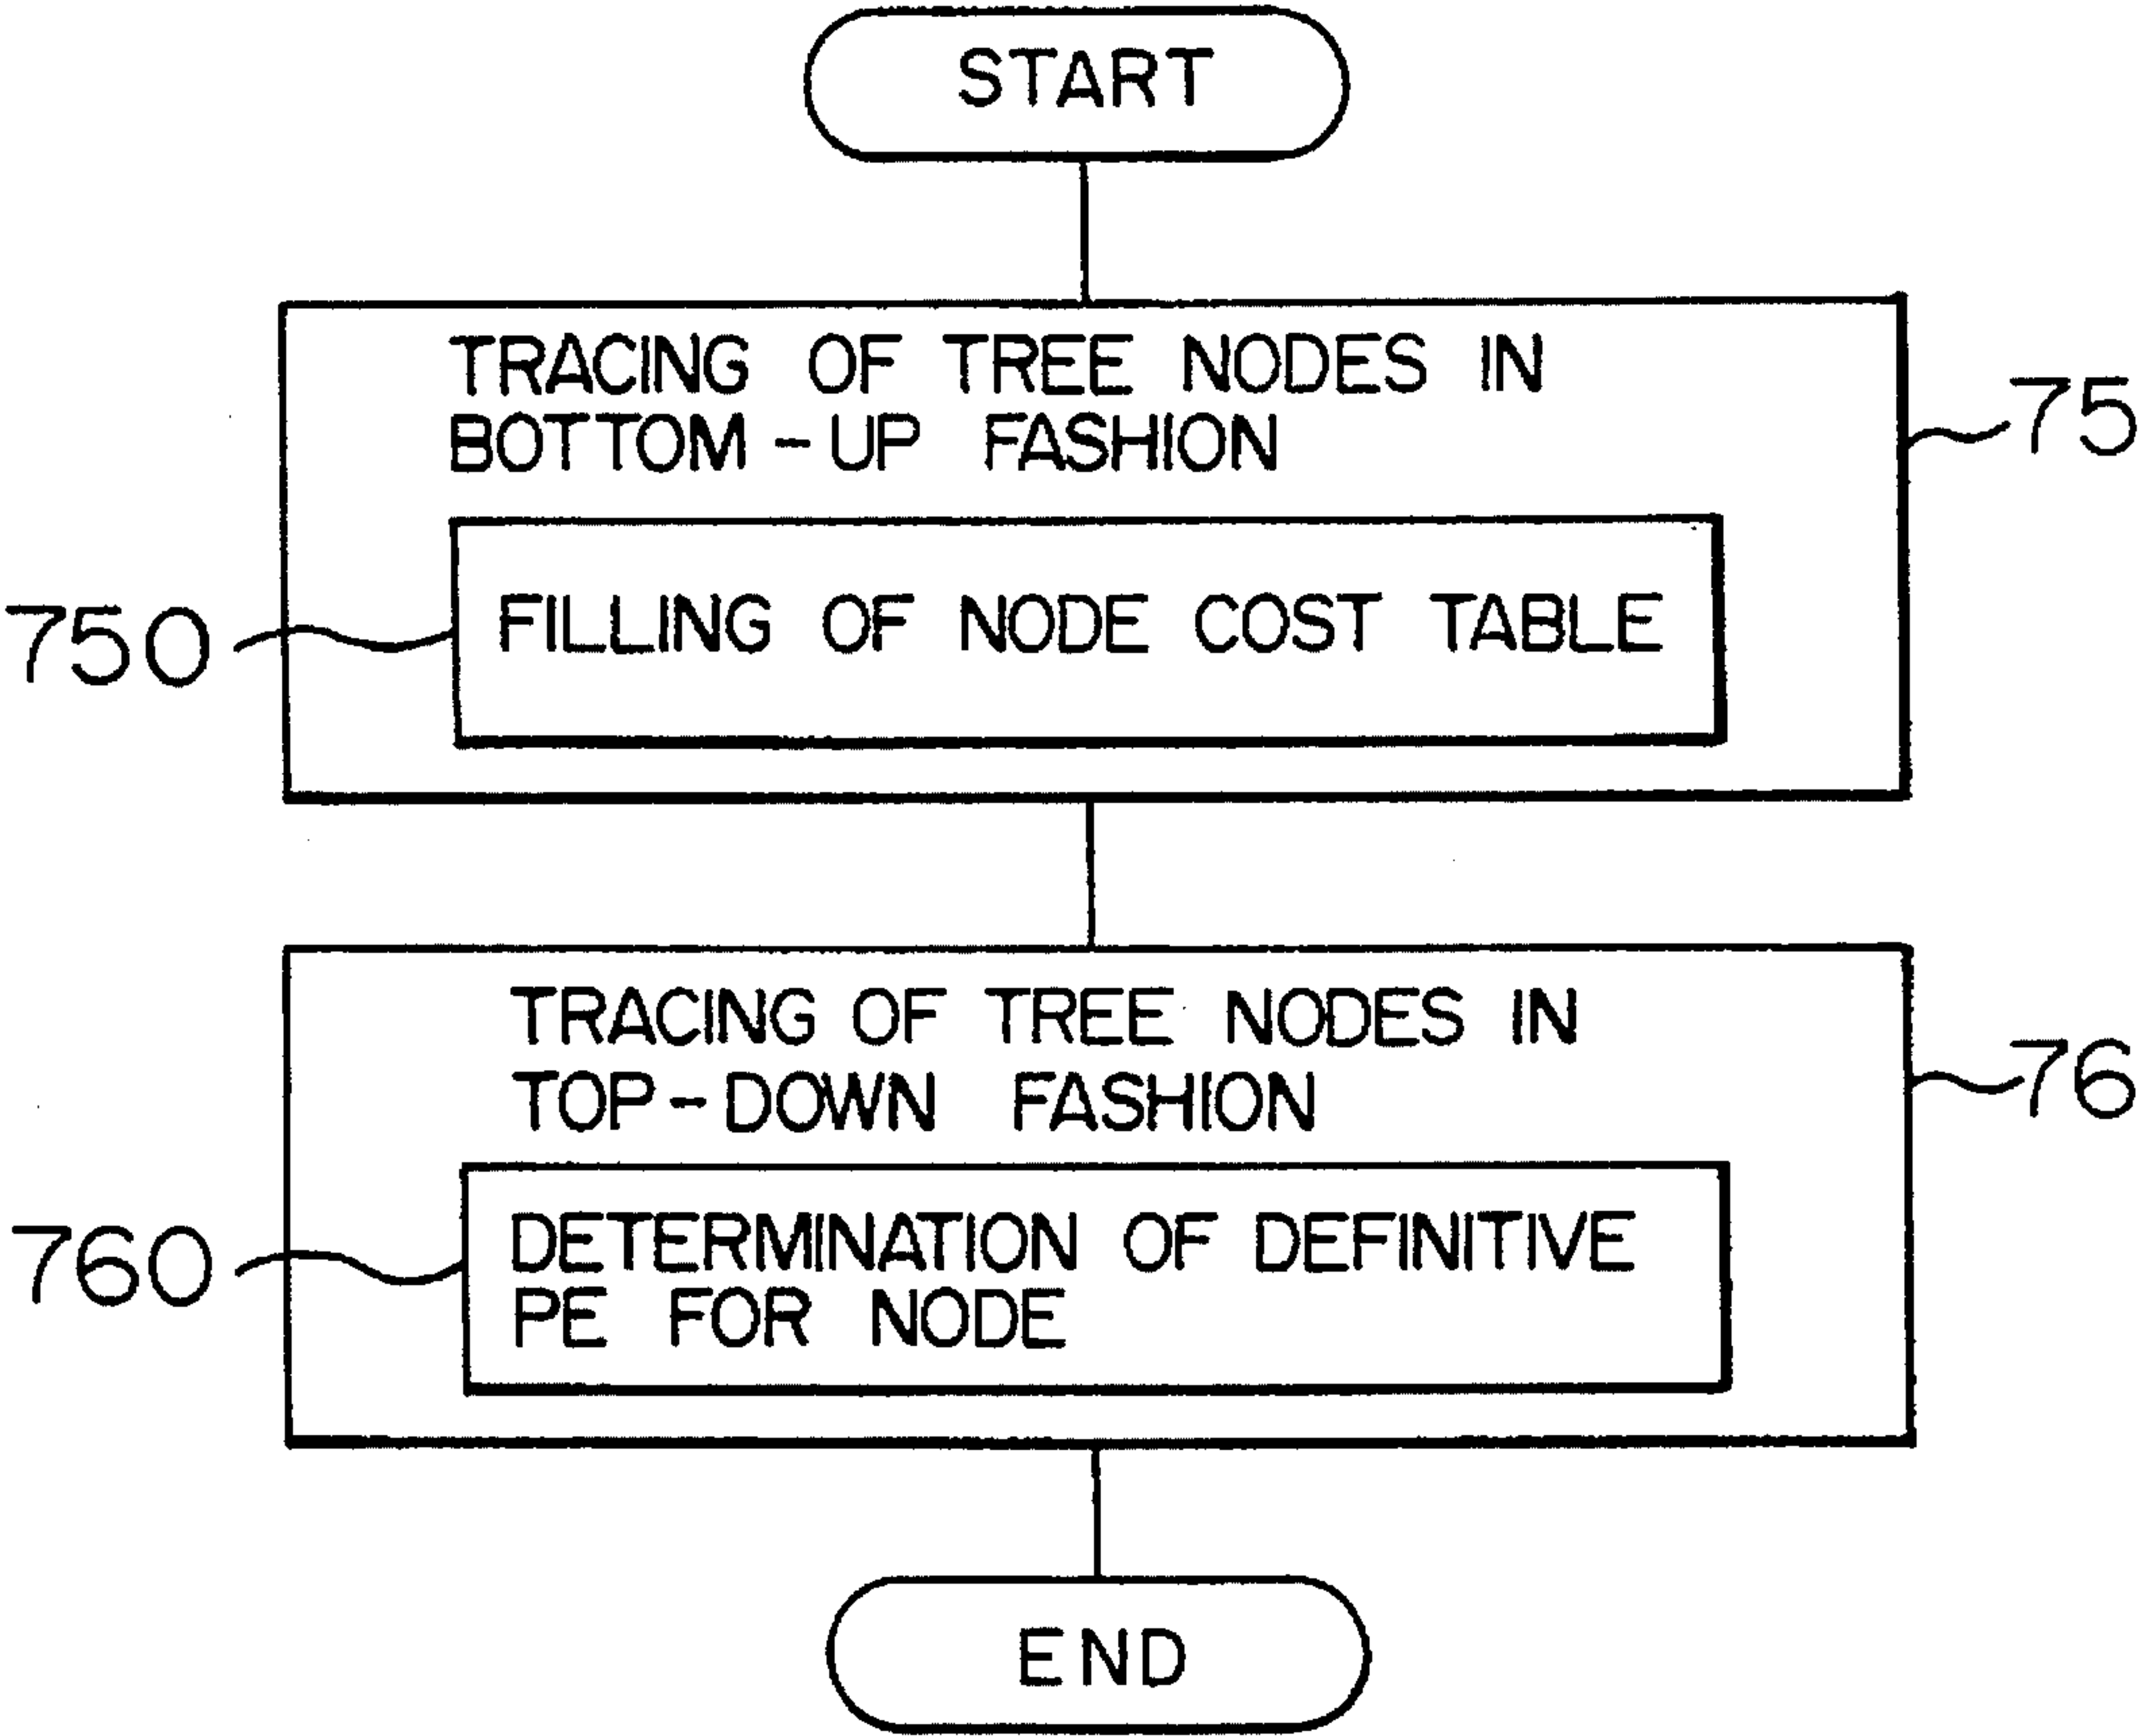 START
TRACING OF TREE NODES IN
BOTTOM-UP FASHION
75
FILLING OF NODE COST TABLE
750
TRACING OF TREE NODES IN
TOP-DOWN FASHION
76
DETERMINATION OF DEFINITIVE
PE FOR NODE
760
END